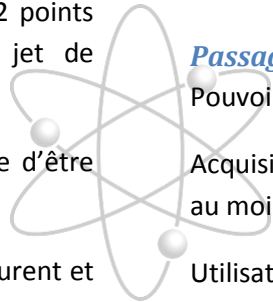 2 points
jet de
e d'être
urent et
Passag
Pouvoi
Acquisi
au moi
Utilisat